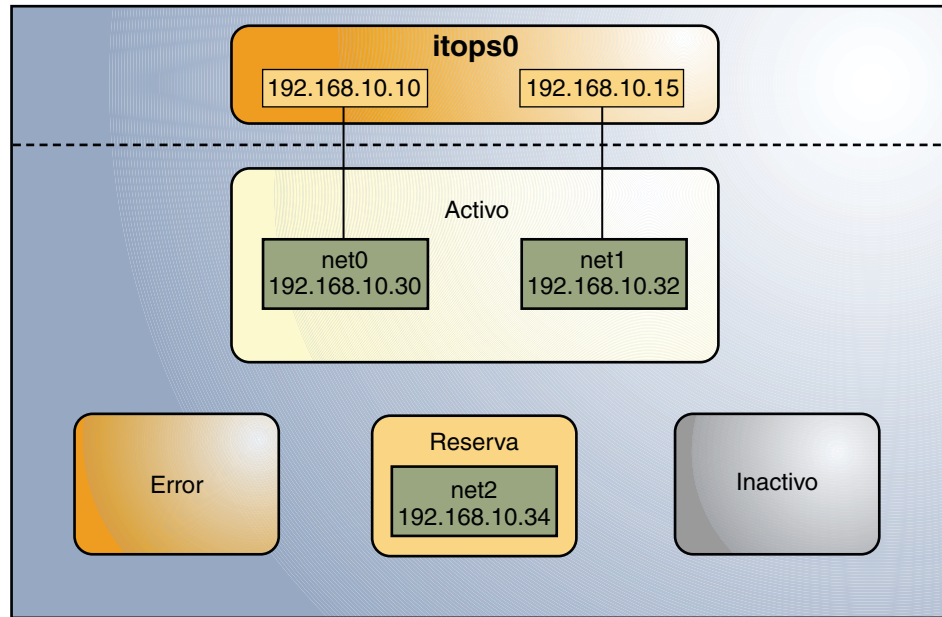 itops0
192.168.10.10
192.168.10.15
Activo
net0
192.168.10.30
net1
192.168.10.32
Error
Reserva
net2
192.168.10.34
Inactivo